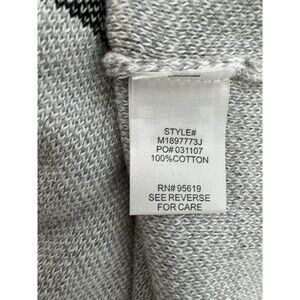 STYLE#
M1897773J
PO# 031107
100%COTTON
RN# 95619
SEE REVERSE
FOR CARE